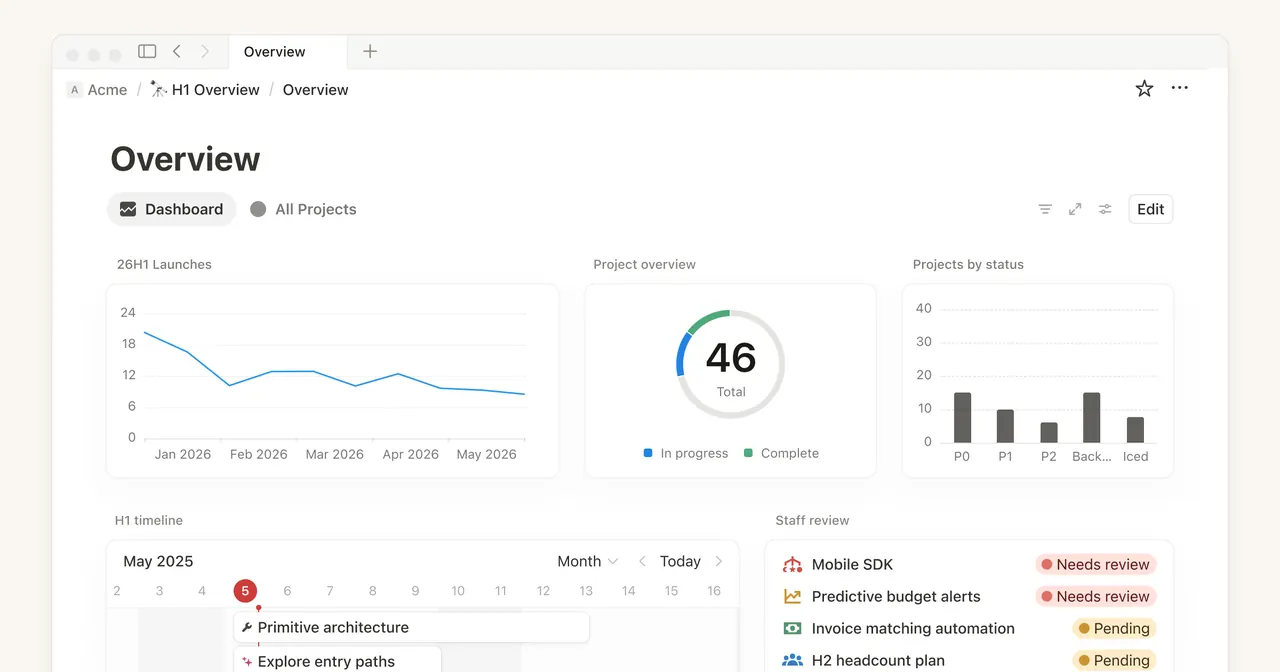 Overview
A Acme / H1 Overview / Overview
Overview
Dashboard All Projects Edit
26H1 Launches
24
18
12
6
0
Jan 2026 Feb 2026 Mar 2026 Apr 2026 May 2026
Project overview
46
Total
In progress Complete
Projects by status
40
30
20
10
0
P0 P1 P2 Back... Iced
H1 timeline
May 2025 Month Today
2 3 4 5 6 7 8 9 10 11 12 13 14 15 16
Primitive architecture
Explore entry paths
Staff review
Mobile SDK Needs review
Predictive budget alerts Needs review
Invoice matching automation Pending
H2 headcount plan Pending